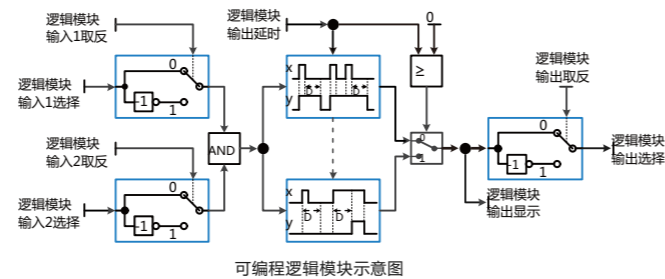 逻辑模块
输入1取反
逻辑模块
输出延时
0
逻辑模块
输出取反
逻辑模块
输入1选择
0
-1
1
x
D
D
y
≥
逻辑模块
输入2取反
AND
0
1
0
-1
1
逻辑模块
输出选择
逻辑模块
输入2选择
0
-1
1
x
D
D
y
逻辑模块
输出显示
可编程逻辑模块示意图